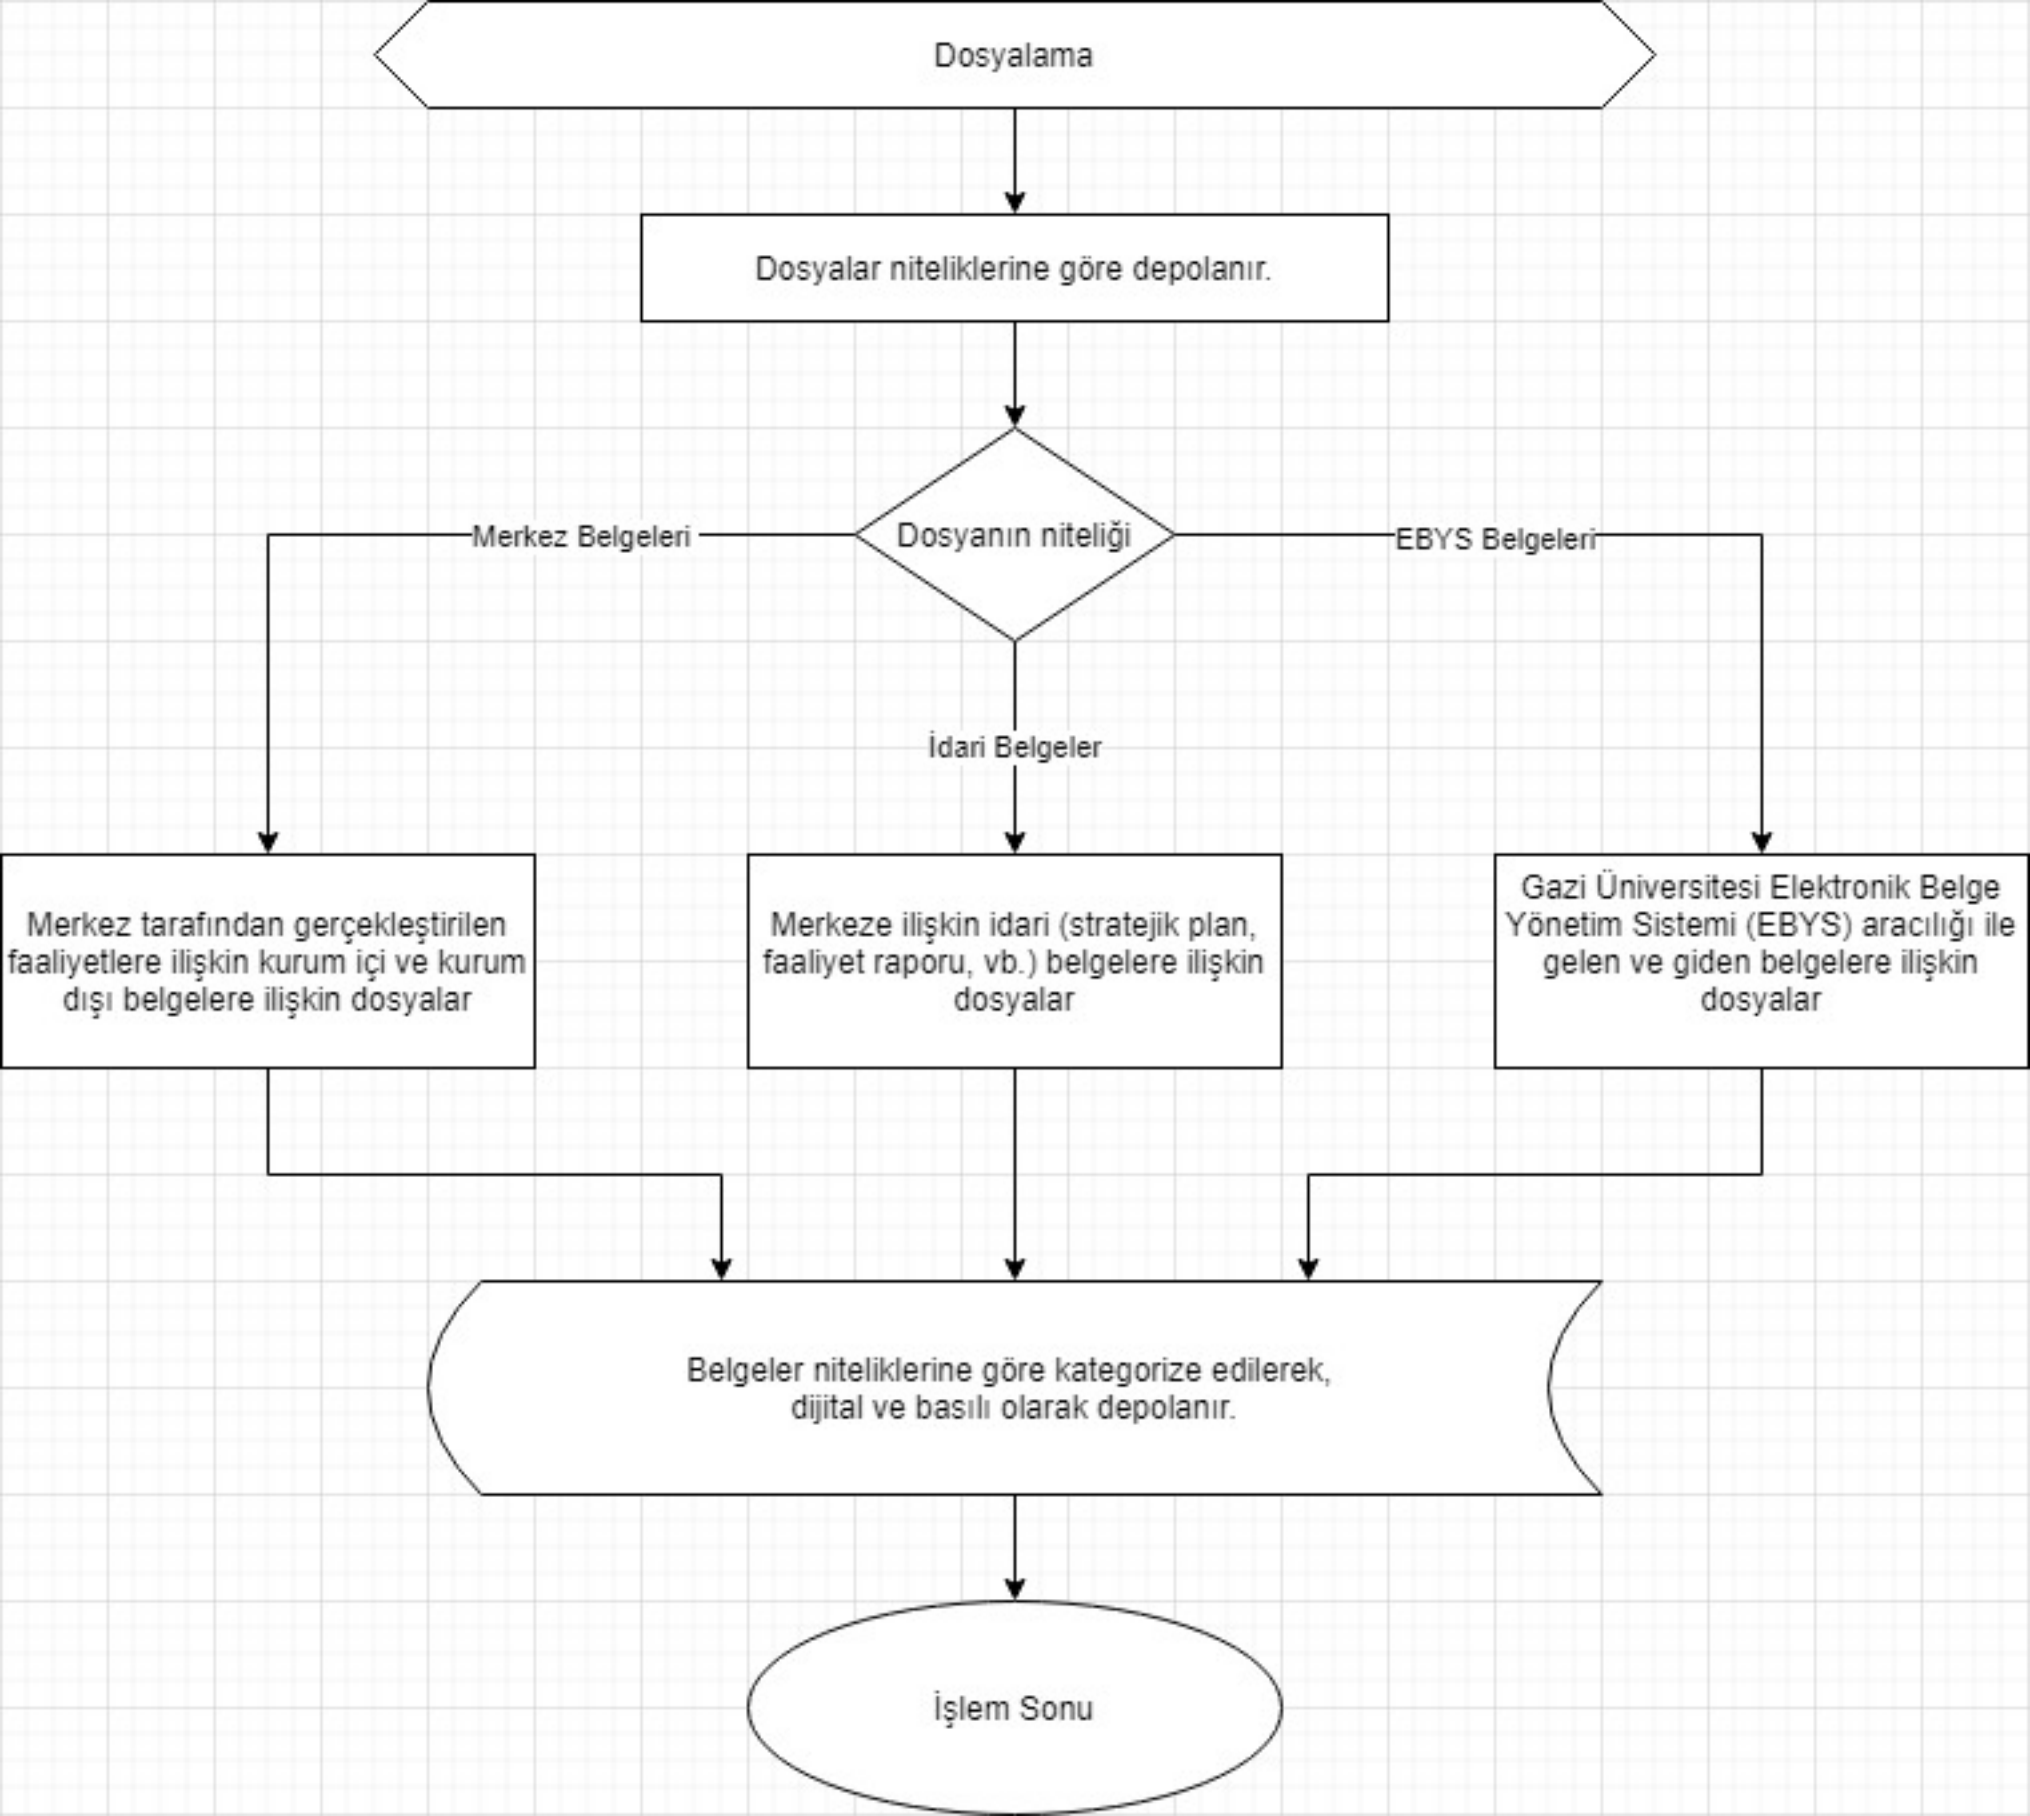 Dosyalama
Dosyalar niteliklerine göre depolanır.
Dosyanın niteliği
Merkez Belgeleri
EBYS Belgeleri
İdari Belgeler
Merkez tarafından gerçekleştirilen
faaliyetlere ilişkin kurum içi ve kurum
dışı belgelere ilişkin dosyalar
Merkeze ilişkin idari (stratejik plan,
faaliyet raporu, vb.) belgelere ilişkin
dosyalar
Gazi Üniversitesi Elektronik Belge
Yönetim Sistemi (EBYS) aracılığı ile
gelen ve giden belgelere ilişkin
dosyalar
Belgeler niteliklerine göre kategorize edilerek,
dijital ve basılı olarak depolanır.
İşlem Sonu